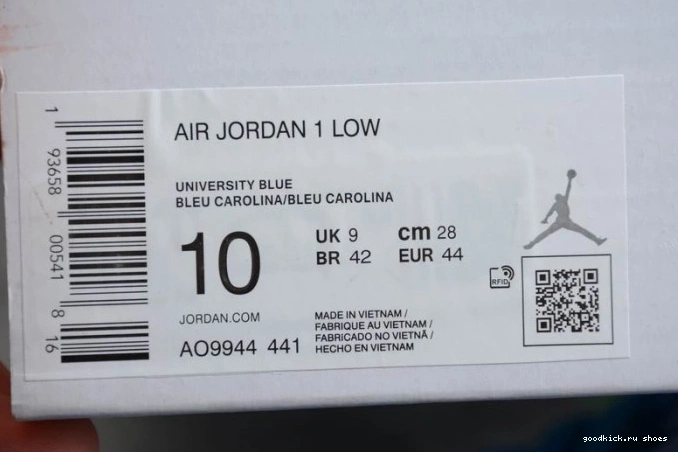 AIR JORDAN 1 LOW
UNIVERSITY BLUE
BLEU CAROLINA/BLEU CAROLINA
10
UK 9
cm 28
BR 42
EUR 44
RFID
JORDAN.COM
AO9944 441
MADE IN VIETNAM /
FABRIQUE AU VIETNAM /
FABRICADO NO VIETNÃ /
HECHO EN VIETNAM
1 93658 00541 8 16
goodkick.ru shoes